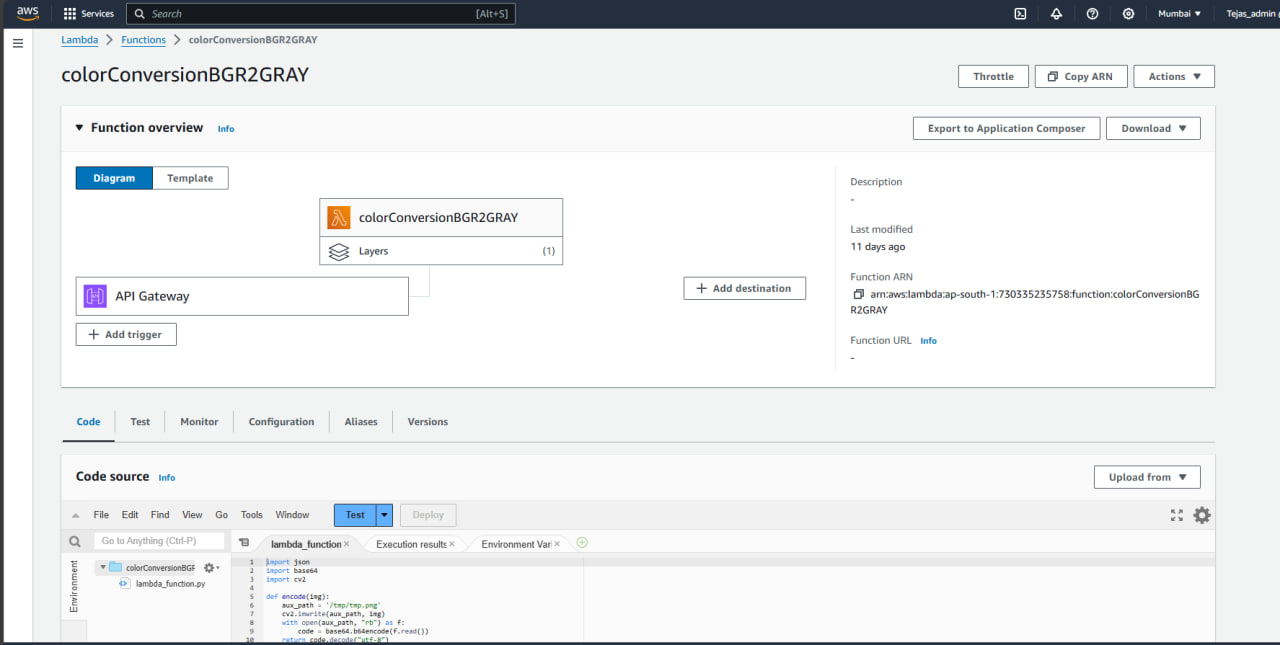 aws Services Search [Alt+S] Mumbai ▼ Tejas_admin
Lambda > Functions > colorConversionBGR2GRAY
colorConversionBGR2GRAY
Throttle Copy ARN Actions ▼
▼ Function overview Info
Export to Application Composer Download ▼
Diagram Template
colorConversionBGR2GRAY
Layers (1)
API Gateway
+ Add trigger
+ Add destination
Description
-
Last modified
11 days ago
Function ARN
arn:aws:lambda:ap-south-1:730335235758:function:colorConversionBG
R2GRAY
Function URL Info
-
Code Test Monitor Configuration Aliases Versions
Code source Info
Upload from ▼
File Edit Find View Go Tools Window Test Deploy
Go to Anything (Ctrl-P)
lambda_function × Execution results × Environment Vari ×
Environment
colorConversionBGF
lambda_function.py
1 import json
2 import base64
3 import cv2
4
5 def encode(img):
6 aux_path = '/tmp/tmp.png'
7 cv2.imwrite(aux_path, img)
8 with open(aux_path, "rb") as f:
9 code = base64.b64encode(f.read())
10 return code.decode("utf-8")